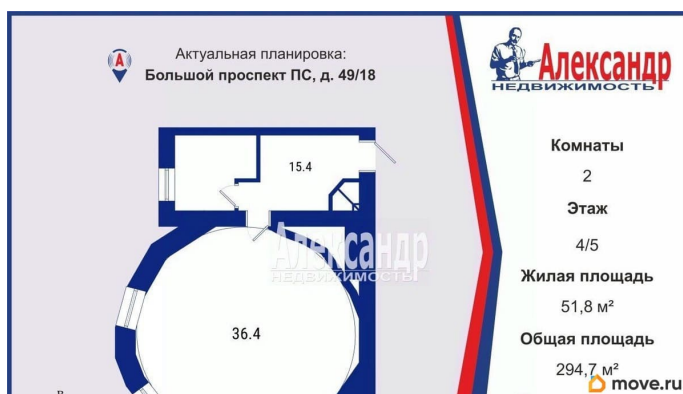 Актуальная планировка:
Большой проспект ПС, д. 49/18
А
Александр
НЕДВИЖИМОСТЬ
Комнаты
2
Этаж
4/5
Жилая площадь
51,8 м²
Общая площадь
294,7 м²
15.4
Александр
НЕДВИЖИМОСТЬ
36.4
В
move.ru